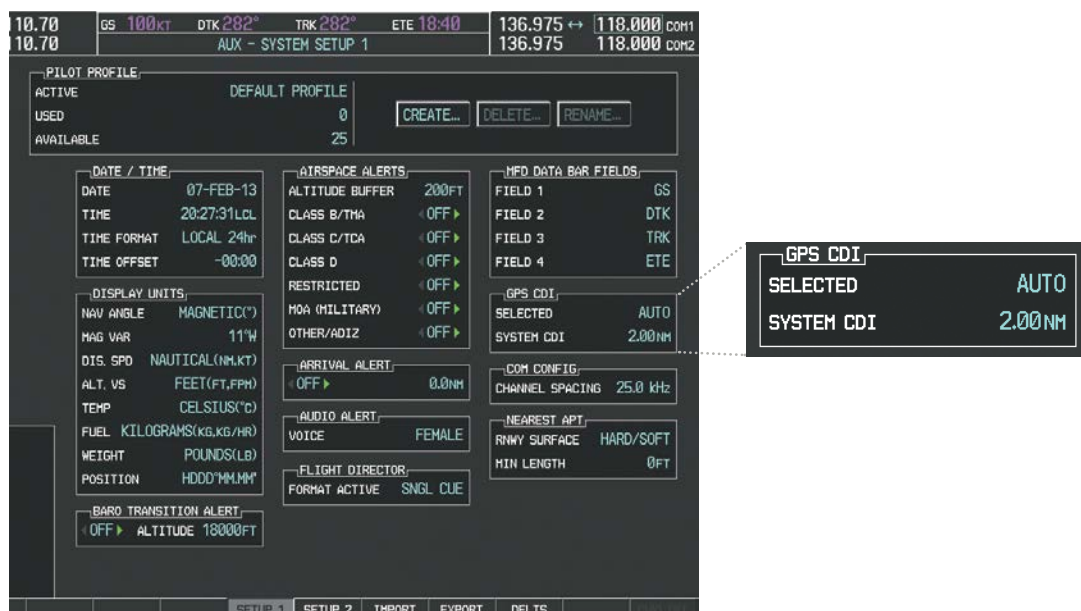 10.70 GS 100KT DTK 282° TRK 282° ETE 18:40 136.975 ↔ 118.000 COM1
10.70 AUX - SYSTEM SETUP 1 136.975 118.000 COM2
PILOT PROFILE
ACTIVE DEFAULT PROFILE
USED 0 CREATE... DELETE... RENAME...
AVAILABLE 25
DATE / TIME
DATE 07-FEB-13
TIME 20:27:31LCL
TIME FORMAT LOCAL 24hr
TIME OFFSET -00:00
DISPLAY UNITS
NAV ANGLE MAGNETIC(°)
MAG VAR 11°W
DIS. SPD NAUTICAL(NM,KT)
ALT. VS FEET(FT,FPM)
TEMP CELSIUS(°C)
FUEL KILOGRAMS(KG,KG/HR)
WEIGHT POUNDS(LB)
POSITION HDDD°MM.MM'
BARO TRANSITION ALERT
OFF ALTITUDE 18000FT
AIRSPACE ALERTS
ALTITUDE BUFFER 200FT
CLASS B/TMA OFF
CLASS C/TCA OFF
CLASS D OFF
RESTRICTED OFF
MOA (MILITARY) OFF
OTHER/ADIZ OFF
ARRIVAL ALERT
OFF 0.0NM
AUDIO ALERT
VOICE FEMALE
FLIGHT DIRECTOR
FORMAT ACTIVE SNGL CUE
MFD DATA BAR FIELDS
FIELD 1 GS
FIELD 2 DTK
FIELD 3 TRK
FIELD 4 ETE
GPS CDI
SELECTED AUTO
SYSTEM CDI 2.00NM
COM CONFIG
CHANNEL SPACING 25.0 kHz
NEAREST APT
RNWY SURFACE HARD/SOFT
MIN LENGTH 0FT
GPS CDI
SELECTED AUTO
SYSTEM CDI 2.00NM
SETUP 1 SETUP 2 IMPORT EXPORT DFLTS